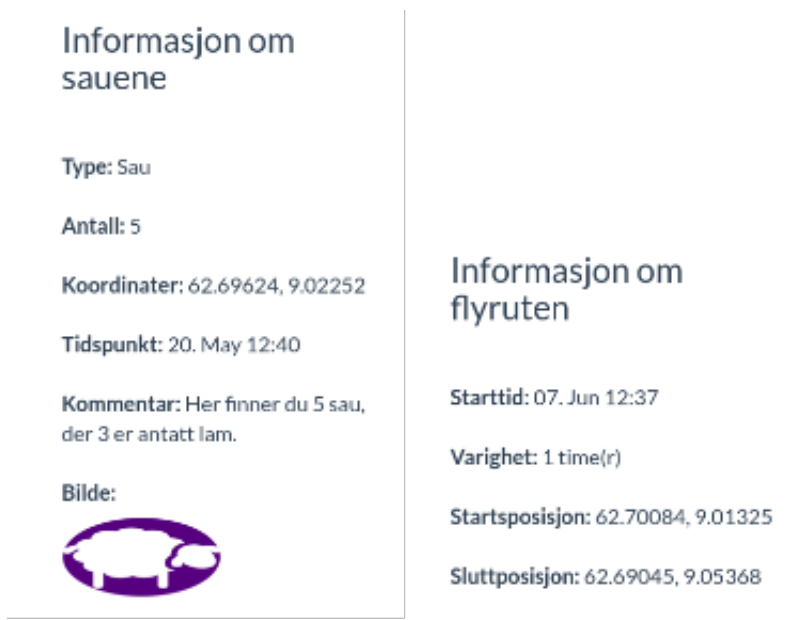 Informasjon om
sauene
Type: Sau
Antall: 5
Koordinater: 62.69624, 9.02252
Tidspunkt: 20. May 12:40
Kommentar: Her finner du 5 sau,
der 3 er antatt lam.
Bilde:
Informasjon om
flyruten
Starttid: 07. Jun 12:37
Varighet: 1 time(r)
Startsposisjon: 62.70084, 9.01325
Sluttposisjon: 62.69045, 9.05368